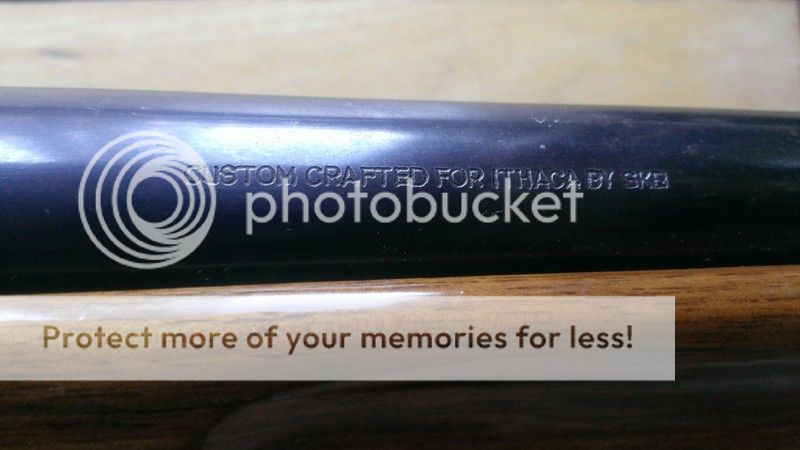 CUSTOM CRAFTED FOR ITHACA BY SKB
photobucket
Protect more of your memories for less!